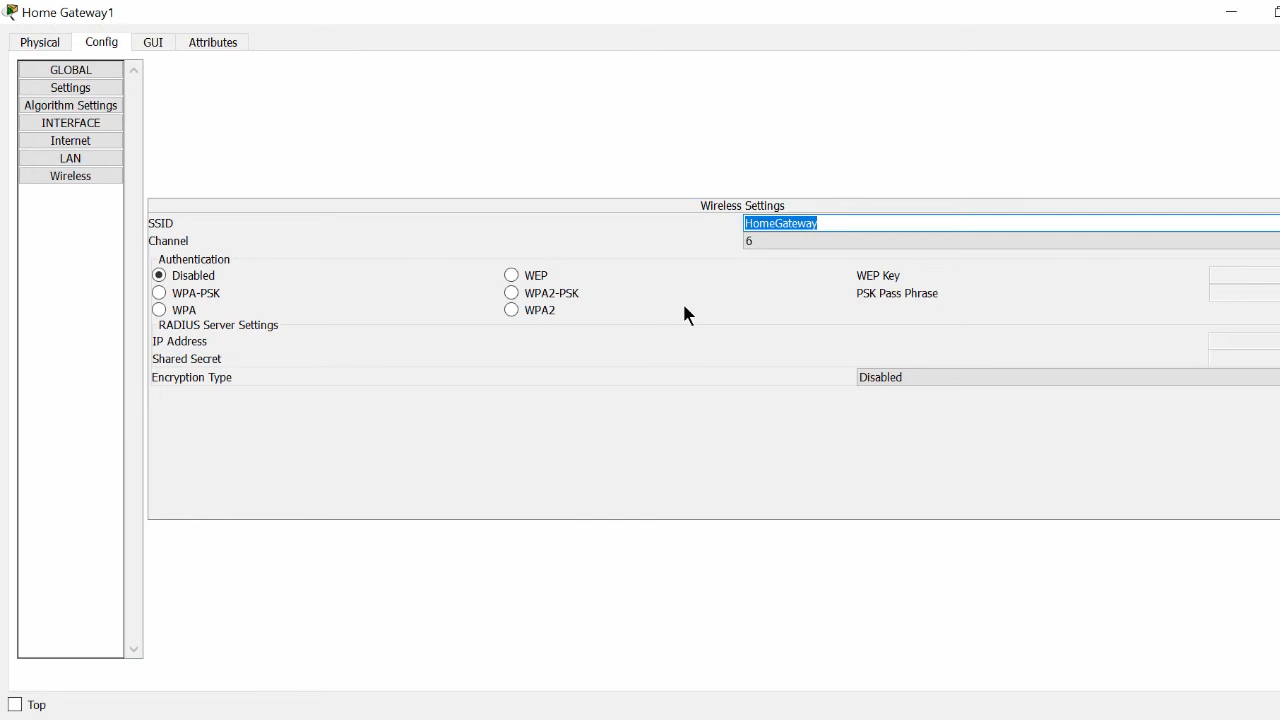 Home Gateway1
Physical Config GUI Attributes
GLOBAL
Settings
Algorithm Settings
INTERFACE
Internet
LAN
Wireless
Wireless Settings
SSID HomeGateway
Channel 6
Authentication
Disabled WEP WEP Key
WPA-PSK WPA2-PSK PSK Pass Phrase
WPA WPA2
RADIUS Server Settings
IP Address
Shared Secret
Encryption Type Disabled
Top